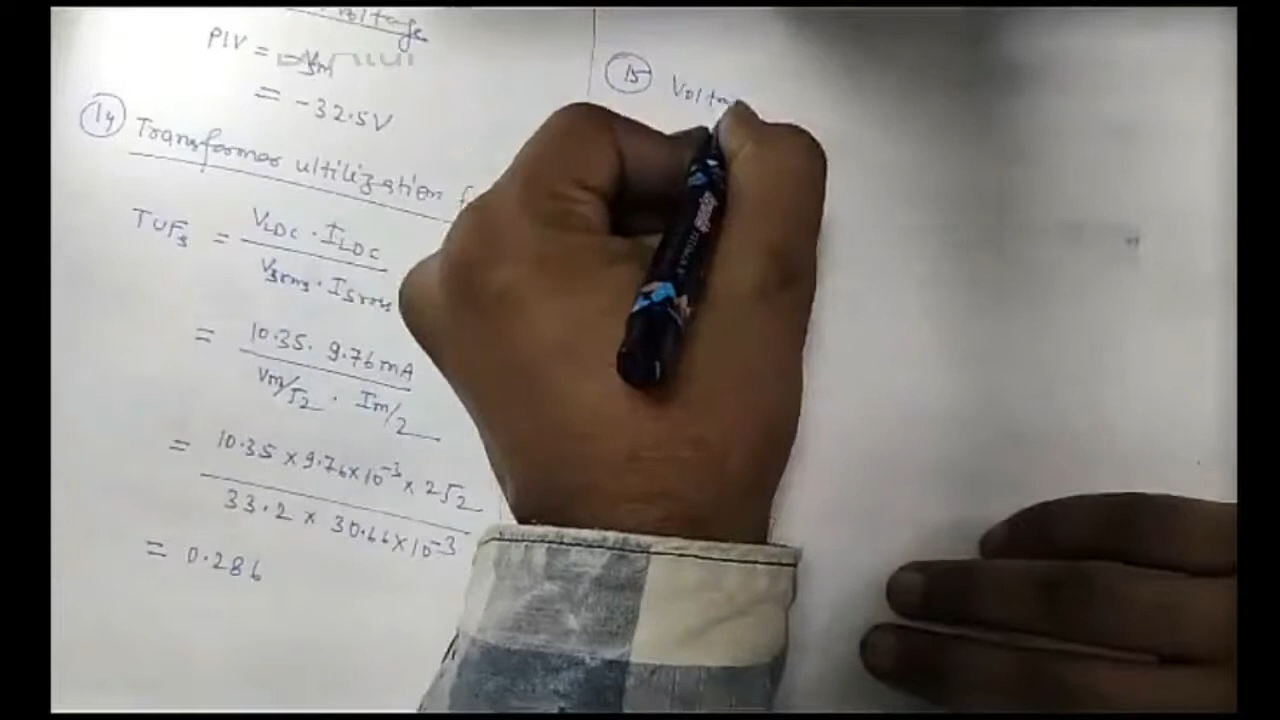 voltage
PIV = -Vsm
= -32.5V
14 Transformer ultilization
TUFs = VLDC · ILDC
Vsrms · ISrms
= 10.35. 9.76mA
Vm/√2 · Im/2
= 10.35 × 9.76×10⁻³ × 2√2
33.2 × 30.66×10⁻³
= 0.286
15